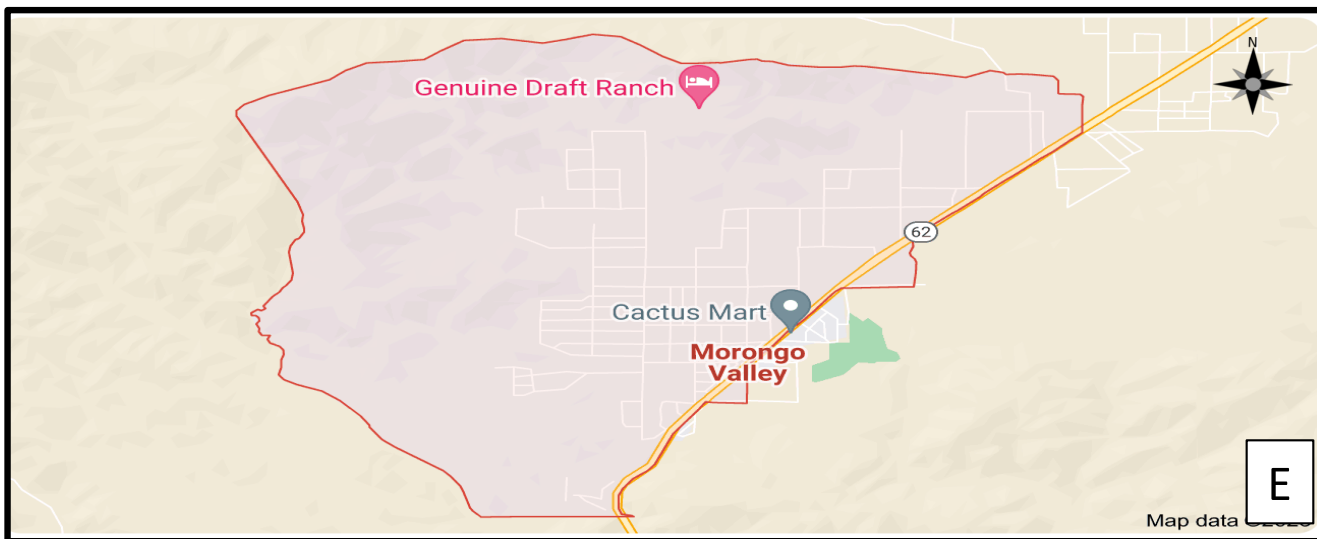 N
Genuine Draft Ranch
62
Cactus Mart
Morongo
Valley
E
Map data